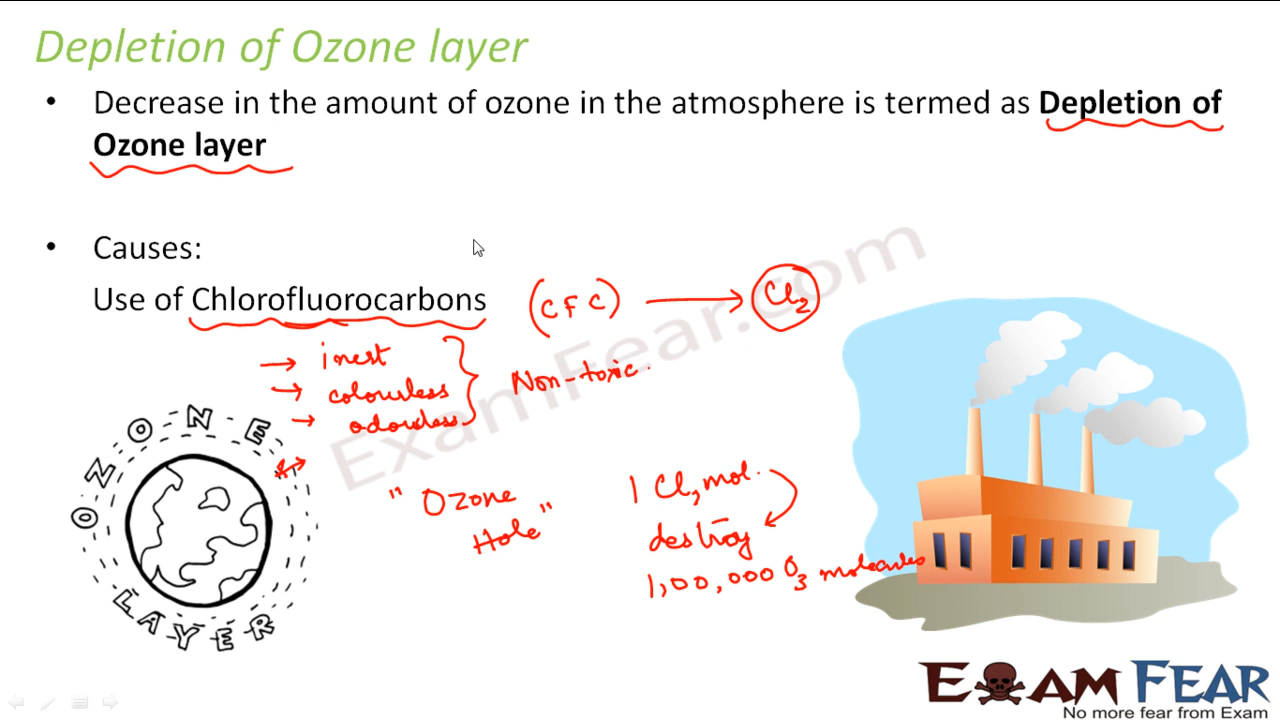 Depletion of Ozone layer
• Decrease in the amount of ozone in the atmosphere is termed as Depletion of
Ozone layer
• Causes:
Use of Chlorofluorocarbons (CFC) → Cl2
→ inert
→ colourless
→ odourless
Non-toxic.
ExamFear.com
OZONE
LAYER
"Ozone
Hole"
1 Cl2 mol.
destroy
1,00,000 O3 molecules
EXAM FEAR
No more fear from Exam